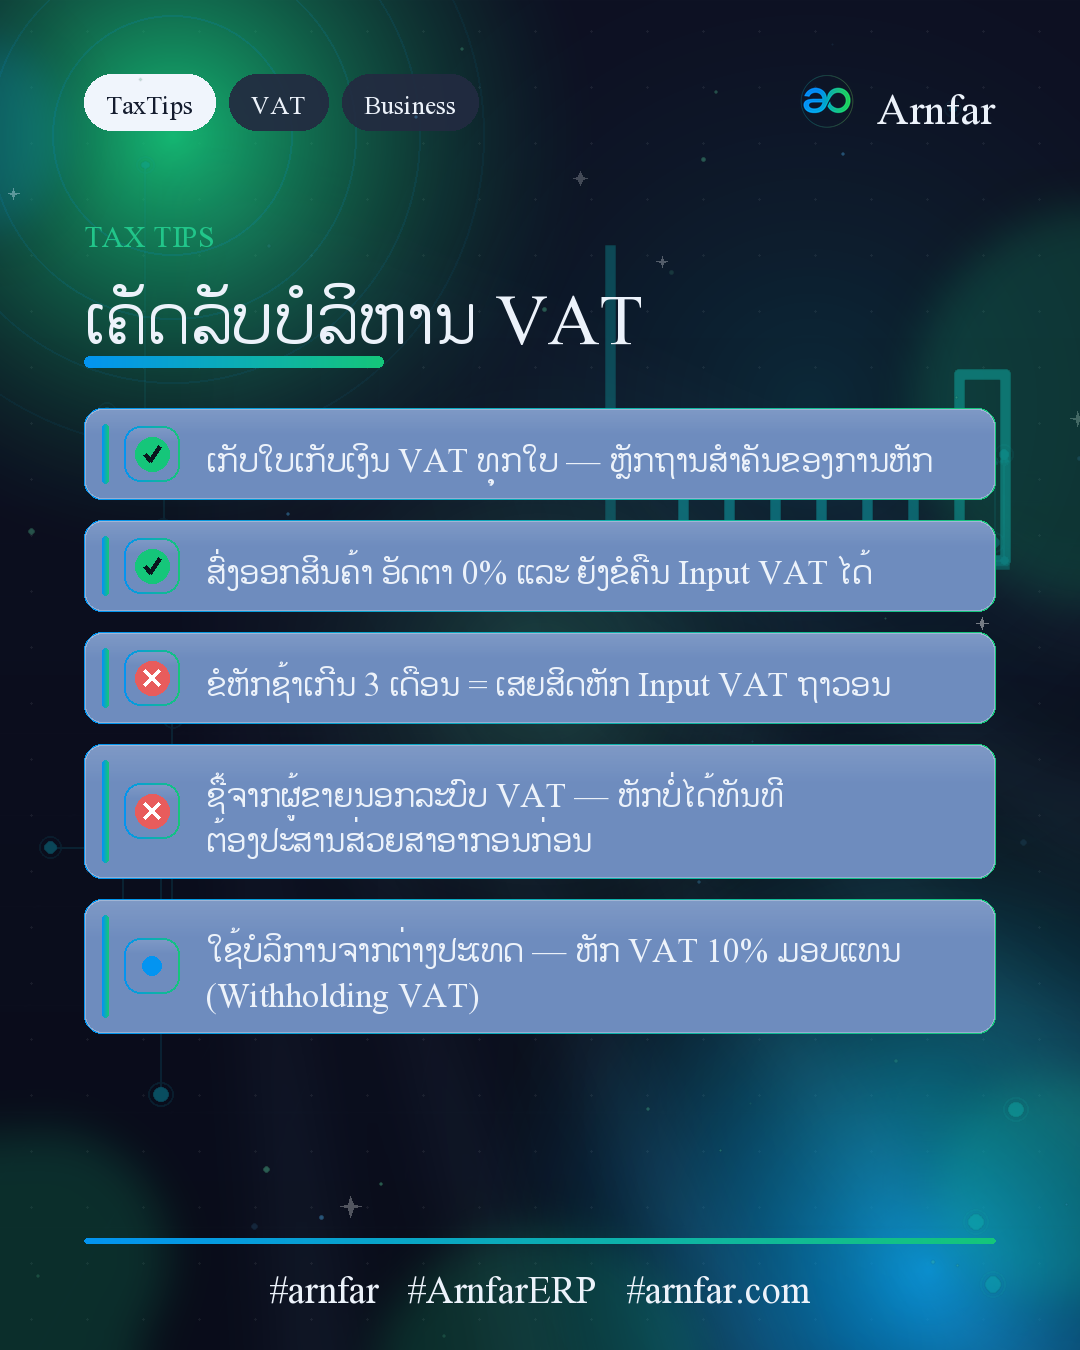 TaxTips
VAT
Business
Arnfar
TAX TIPS
ເຄັດລັບບໍລິຫານ VAT
ເກັບໃບເກັບເງິນ VAT ທຸກໃບ — ຫຼັກຖານສຳຄັນຂອງການຫັກ
ສົ່ງອອກສິນຄ້າ ອັດຕາ 0% ແລະ ຍັງຂໍຄືນ Input VAT ໄດ້
ຂໍຫັກຊ້າເກີນ 3 ເດືອນ = ເສຍສິດຫັກ Input VAT ຖາວອນ
ຊື້ຈາກຜູ້ຂາຍນອກລະບົບ VAT — ຫັກບໍ່ໄດ້ທັນທີ
ຕ້ອງປະສານສ່ວຍສາອາກອນກ່ອນ
ໃຊ້ບໍລິການຈາກຕ່າງປະເທດ — ຫັກ VAT 10% ມອບແທນ
(Withholding VAT)
#arnfar #ArnfarERP #arnfar.com